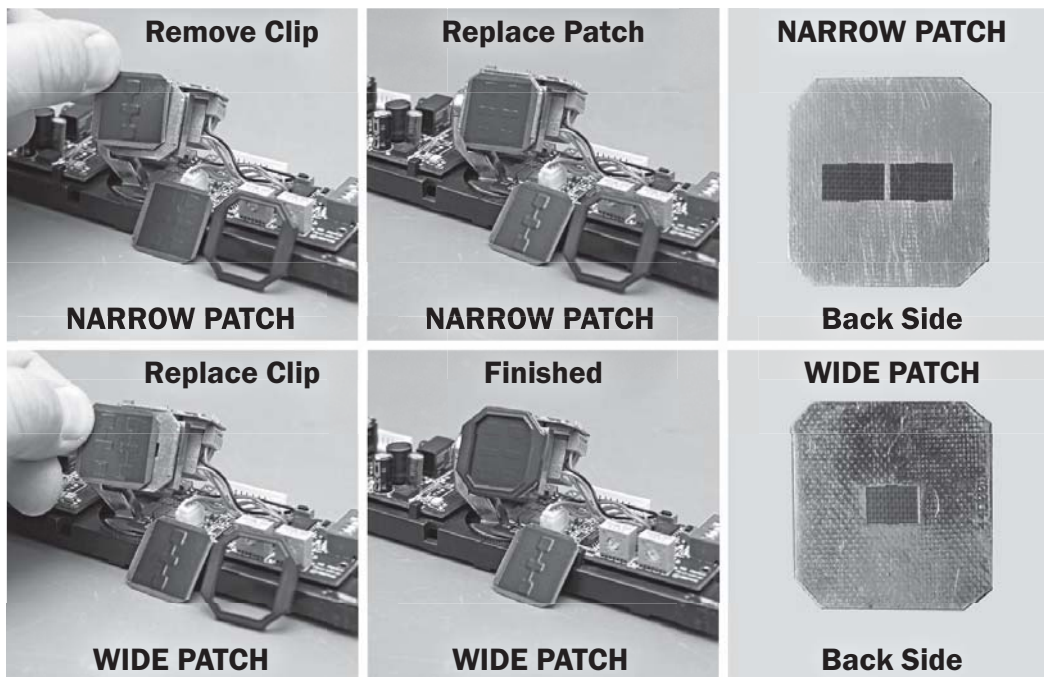 Remove Clip
NARROW PATCH
Replace Patch
NARROW PATCH
NARROW PATCH
Back Side
Replace Clip
WIDE PATCH
Finished
WIDE PATCH
WIDE PATCH
Back Side